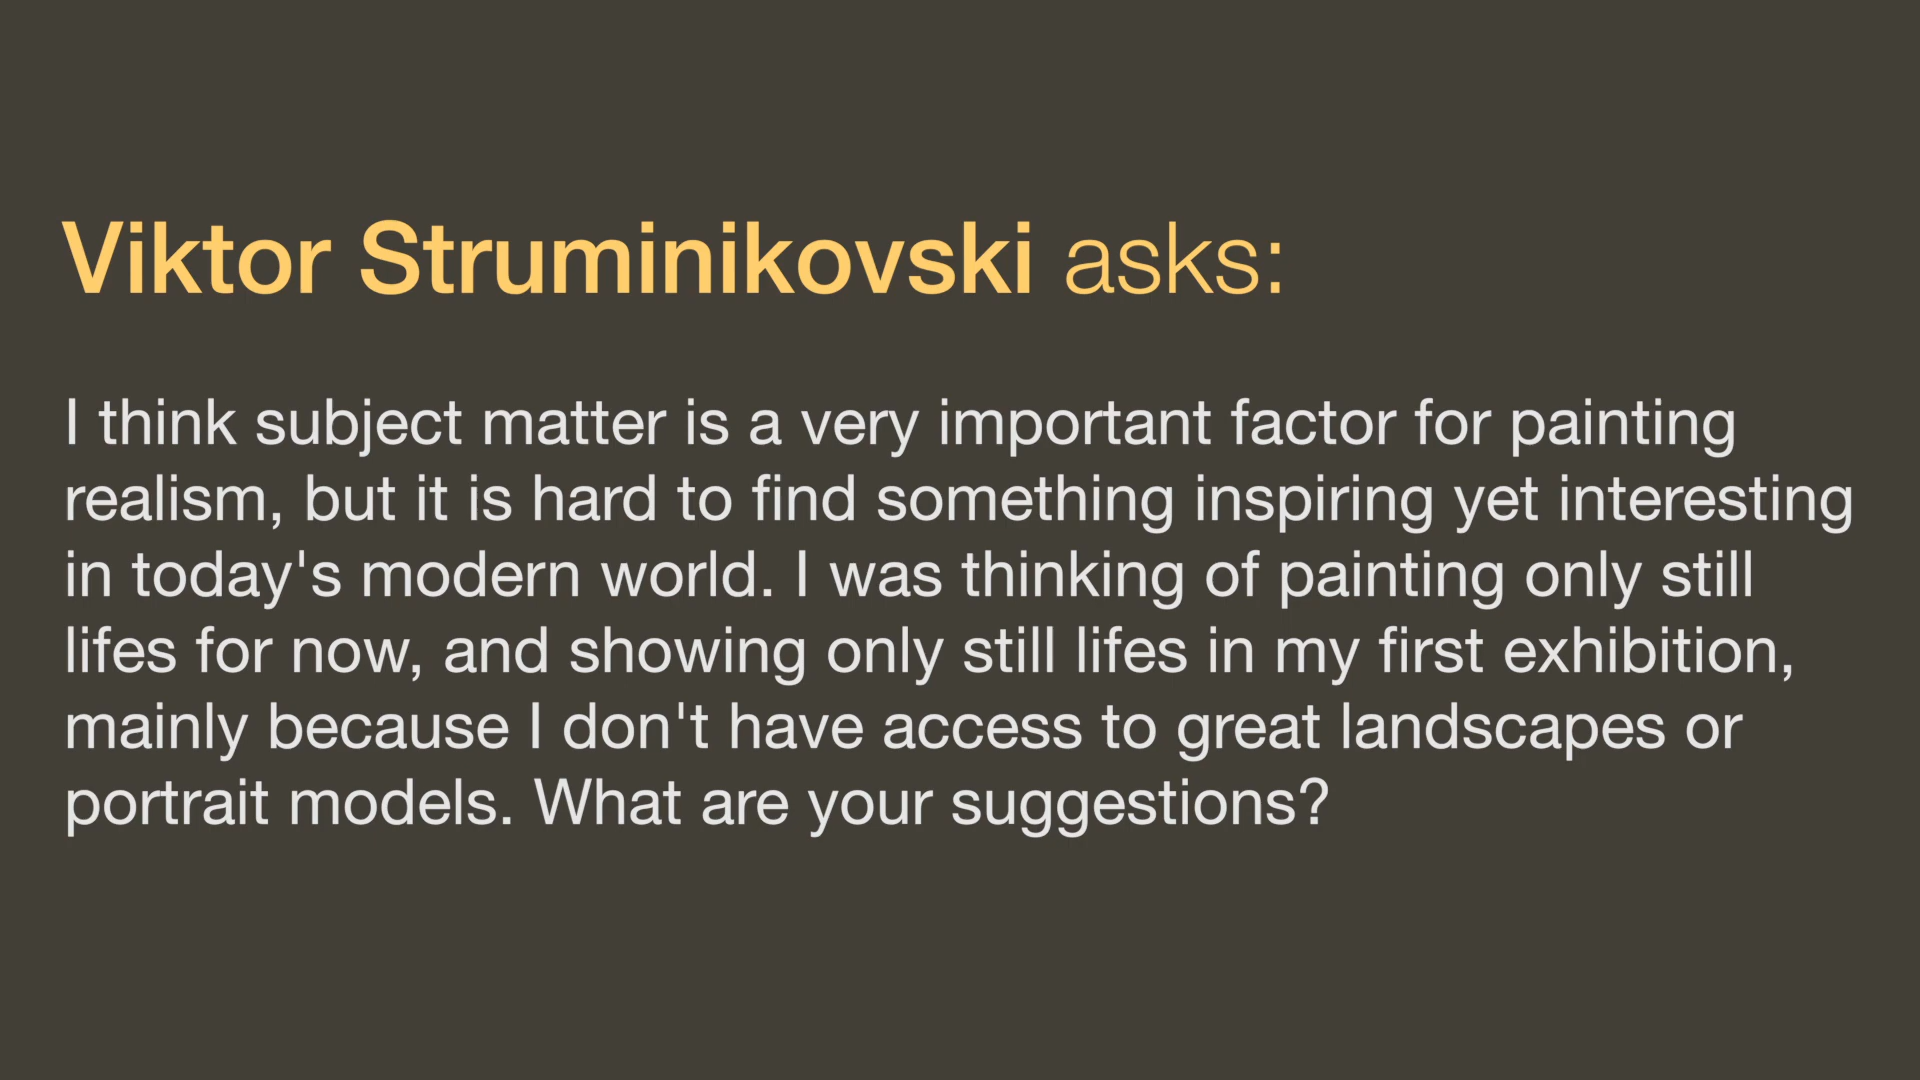 Viktor Struminikovski asks:
I think subject matter is a very important factor for painting
realism, but it is hard to find something inspiring yet interesting
in today's modern world. I was thinking of painting only still
lifes for now, and showing only still lifes in my first exhibition,
mainly because I don't have access to great landscapes or
portrait models. What are your suggestions?